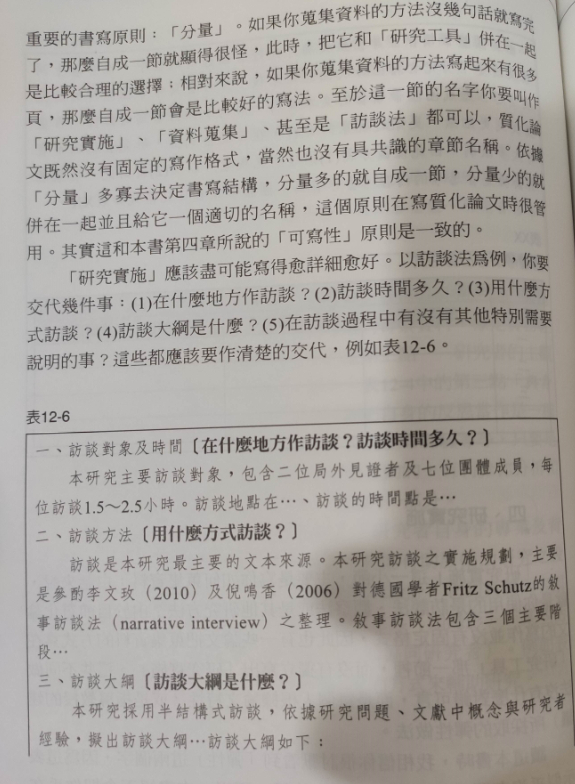 重要的書寫原則：「分量」。如果你蒐集資料的方法沒幾句話就寫完
了，那麼自成一節就顯得很怪，此時，把它和「研究工具」併在一起
是比較合理的選擇；相對來說，如果你蒐集資料的方法寫起來有很多
頁，那麼自成一節會是比較好的寫法。至於這一節的名字你要叫作
「研究實施」、「資料蒐集」、甚至是「訪談法」都可以，質化論
文既然沒有固定的寫作格式，當然也沒有具共識的章節名稱。依據
「分量」多寡去決定書寫結構，分量多的就自成一節，分量少的就
併在一起並且給它一個適切的名稱，這個原則在寫質化論文時很管
用。其實這和本書第四章所說的「可寫性」原則是一致的。
「研究實施」應該盡可能寫得愈詳細愈好。以訪談法為例，你要
交代幾件事：(1)在什麼地方作訪談？(2)訪談時間多久？(3)用什麼方
式訪談？(4)訪談大綱是什麼？(5)在訪談過程中有沒有其他特別需要
說明的事？這些都應該要作清楚的交代，例如表12-6。
表12-6
一、訪談對象及時間〔在什麼地方作訪談？訪談時間多久？〕
本研究主要訪談對象，包含二位局外見證者及七位團體成員，每
位訪談1.5～2.5小時。訪談地點在…、訪談的時間點是…
二、訪談方法〔用什麼方式訪談？〕
訪談是本研究最主要的文本來源。本研究訪談之實施規劃，主要
是參酌李文玫（2010）及倪鳴香（2006）對德國學者Fritz Schutz的敘
事訪談法（narrative interview）之整理。敘事訪談法包含三個主要階
段…
三、訪談大綱〔訪談大綱是什麼？〕
本研究採用半結構式訪談，依據研究問題、文獻中概念與研究者
經驗，擬出訪談大綱…訪談大綱如下：